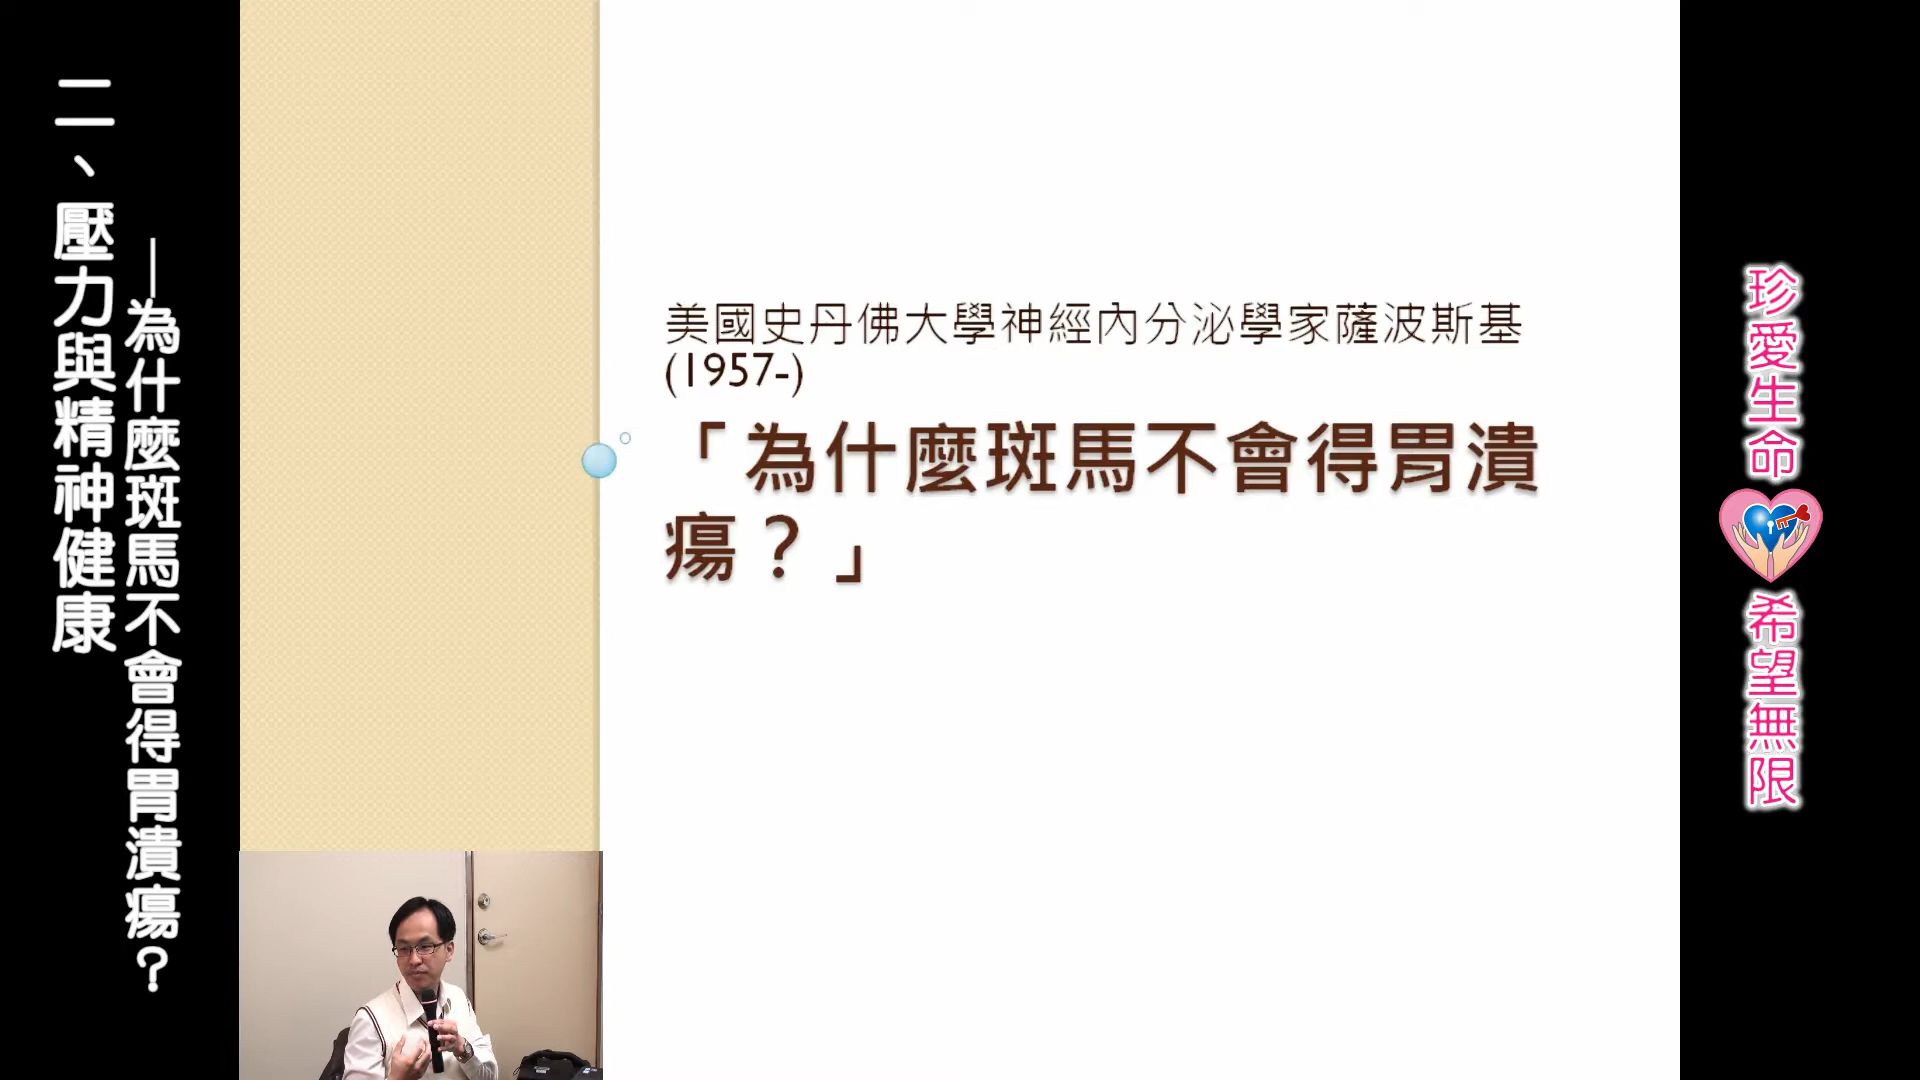 二、壓力與精神健康
—為什麼斑馬不會得胃潰瘍？
美國史丹佛大學神經內分泌學家薩波斯基
(1957-)
「為什麼斑馬不會得胃潰
瘍？」
珍愛生命
希望無限